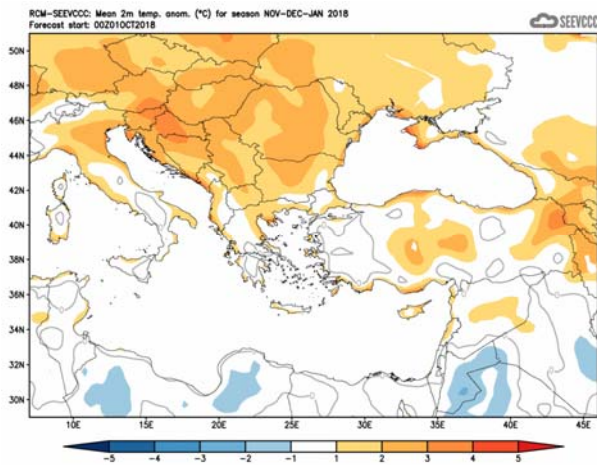 RCM-SEEVCCC: Mean 2m temp. anom. (°C) for season NOV-DEC-JAN 2018
Forecast start: 00Z01OCT2018
SEEVCCC
50N
48N
46N
44N
42N
40N
38N
36N
34N
32N
30N
10E 15E 20E 25E 30E 35E 40E 45E
-5 -4 -3 -2 -1 1 2 3 4 5